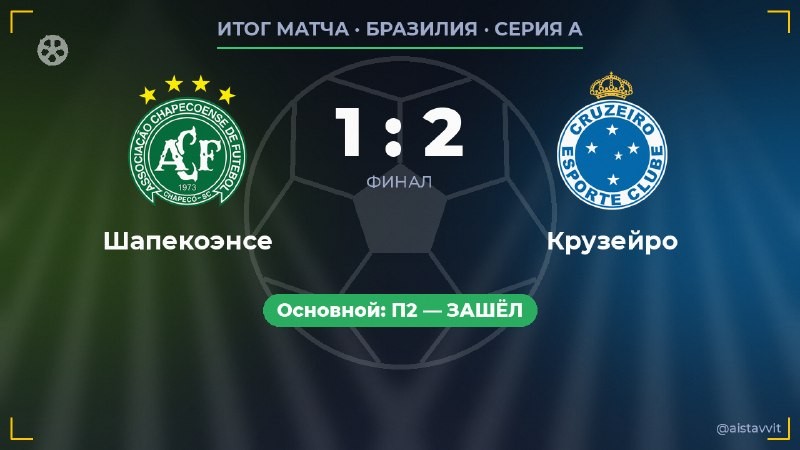 ИТОГ МАТЧА · БРАЗИЛИЯ · СЕРИЯ А
ASSOCIAÇÃO CHAPECOENSE DE FUTEBOL
ACF
1973
CHAPECÓ-SC
1 : 2
ФИНАЛ
CRUZEIRO
ESPORTE CLUBE
Шапекоэнсе
Крузейро
Основной: П2 — ЗАШЁЛ
@aistavvit